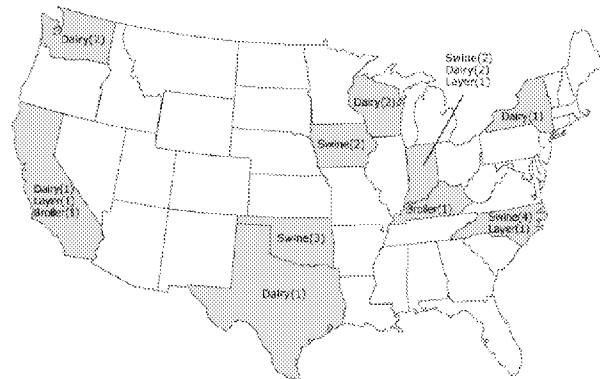 Dairy(2)
Swine(2)
Dairy(2)
Layer(1)
Dairy(2)
Dairy(1)
Swine(2)
Dairy(1)
Layer(1)
Broiler(1)
Broiler(1)
Swine(4)
Layer(1)
Swine(3)
Dairy(1)